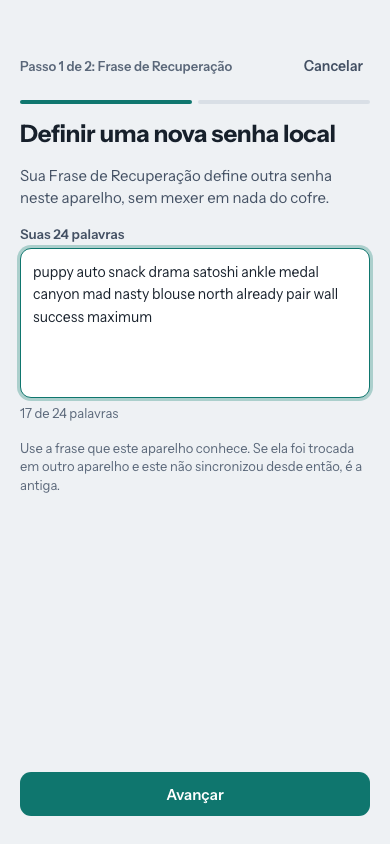 Passo 1 de 2: Frase de Recuperação
Cancelar
Definir uma nova senha local
Sua Frase de Recuperação define outra senha
neste aparelho, sem mexer em nada do cofre.
Suas 24 palavras
puppy auto snack drama satoshi ankle medal
canyon mad nasty blouse north already pair wall
success maximum
17 de 24 palavras
Use a frase que este aparelho conhece. Se ela foi trocada
em outro aparelho e este não sincronizou desde então, é a
antiga.
Avançar